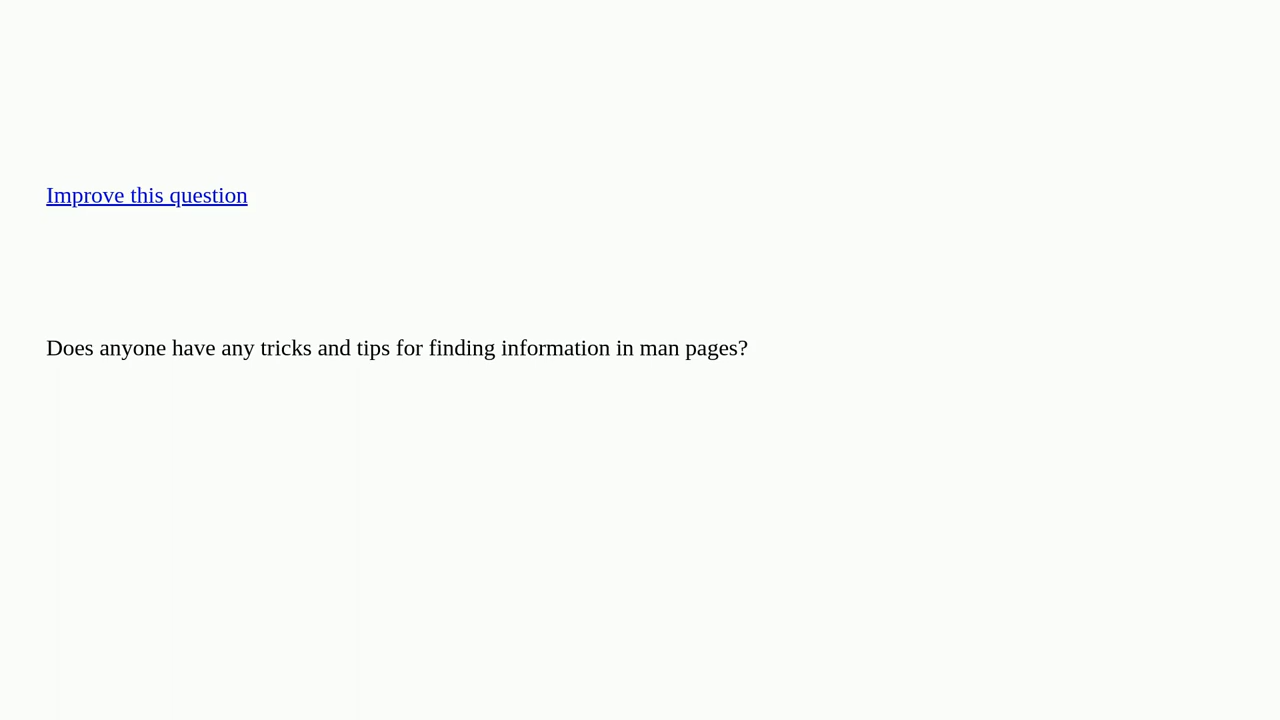 Improve this question
Does anyone have any tricks and tips for finding information in man pages?